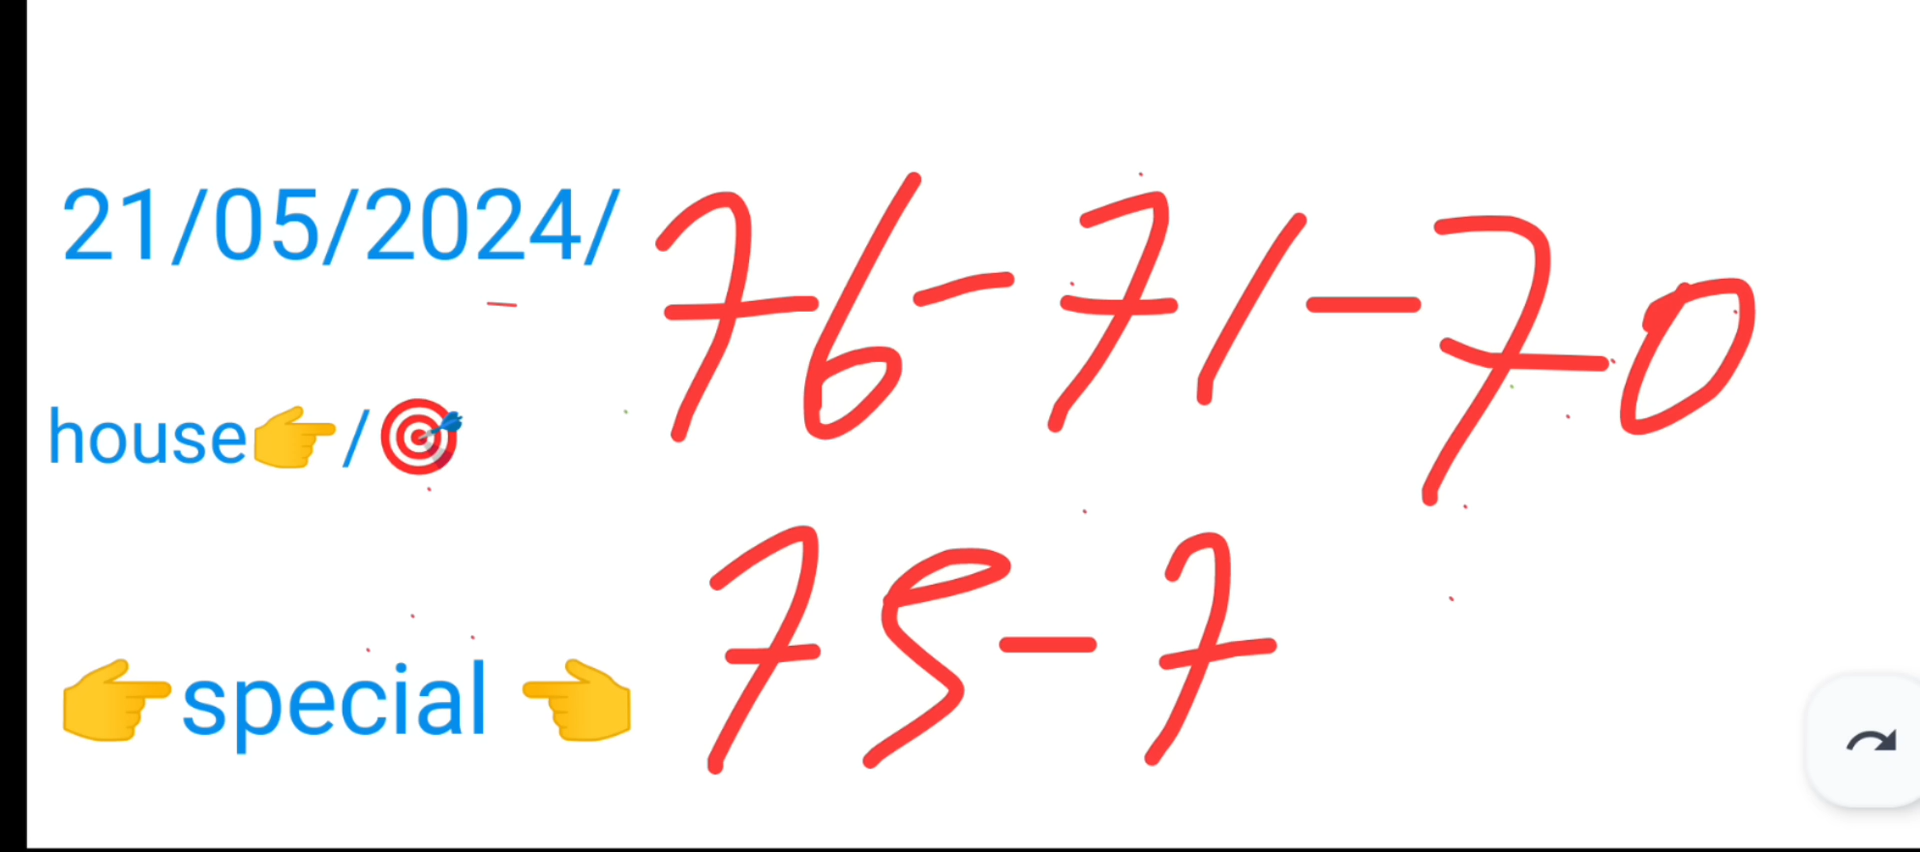 21/05/2024/ 76-71-70
house👉/🎯
👉special 👈 75-7